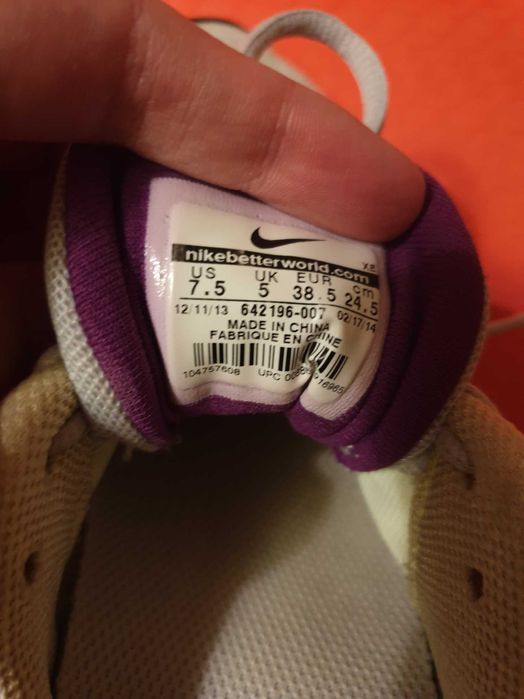 XE
nikebetterworld.com
US UK EUR cm
7.5 5 38.5 24.5
12/11/13 642196-007 02/17/14
MADE IN CHINA
FABRIQUE EN CHINE
104757608 UPC